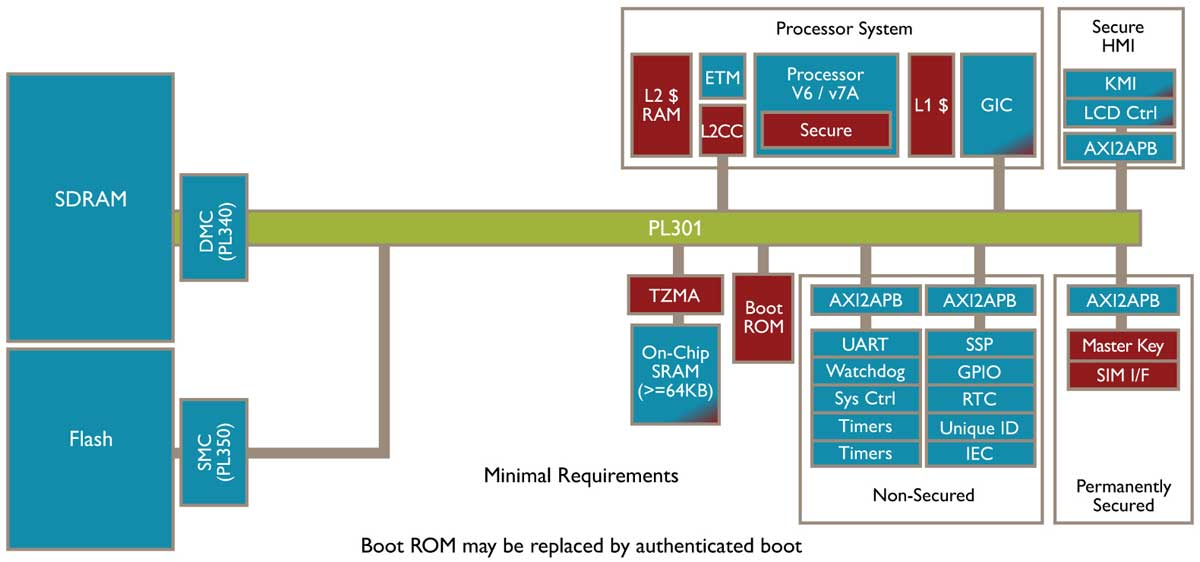 Processor System
L2 $
RAM
ETM
L2CC
Processor
V6 / v7A
Secure
L1 $
GIC
Secure
HMI
KMI
LCD Ctrl
AXI2APB
SDRAM
DMC
(PL340)
PL301
Flash
SMC
(PL350)
TZMA
On-Chip
SRAM
(>=64KB)
Boot
ROM
AXI2APB
UART
Watchdog
Sys Ctrl
Timers
Timers
AXI2APB
SSP
GPIO
RTC
Unique ID
IEC
Non-Secured
AXI2APB
Master Key
SIM I/F
Permanently
Secured
Minimal Requirements
Boot ROM may be replaced by authenticated boot